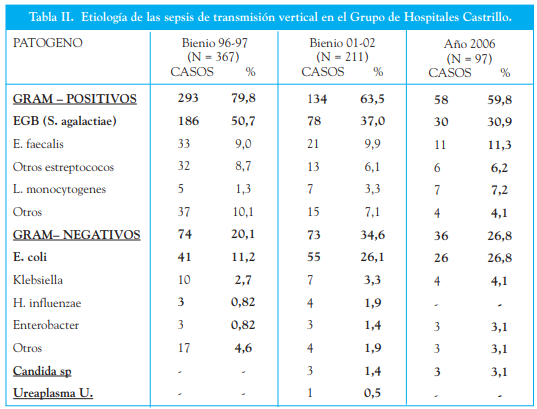 Tabla II. Etiología de las sepsis de transmisión vertical en el Grupo de Hospitales Castrillo.
PATOGENO Bienio 96-97 Bienio 01-02 Año 2006
(N = 367) (N = 211) (N = 97)
CASOS % CASOS % CASOS %
GRAM – POSITIVOS 293 79,8 134 63,5 58 59,8
EGB (S. agalactiae) 186 50,7 78 37,0 30 30,9
E. faecalis 33 9,0 21 9,9 11 11,3
Otros estreptococos 32 8,7 13 6,1 6 6,2
L. monocytogenes 5 1,3 7 3,3 7 7,2
Otros 37 10,1 15 7,1 4 4,1
GRAM– NEGATIVOS 74 20,1 73 34,6 36 26,8
E. coli 41 11,2 55 26,1 26 26,8
Klebsiella 10 2,7 7 3,3 4 4,1
H. influenzae 3 0,82 4 1,9 - -
Enterobacter 3 0,82 3 1,4 3 3,1
Otros 17 4,6 4 1,9 3 3,1
Candida sp - - 3 1,4 3 3,1
Ureaplasma U. - - 1 0,5 - -